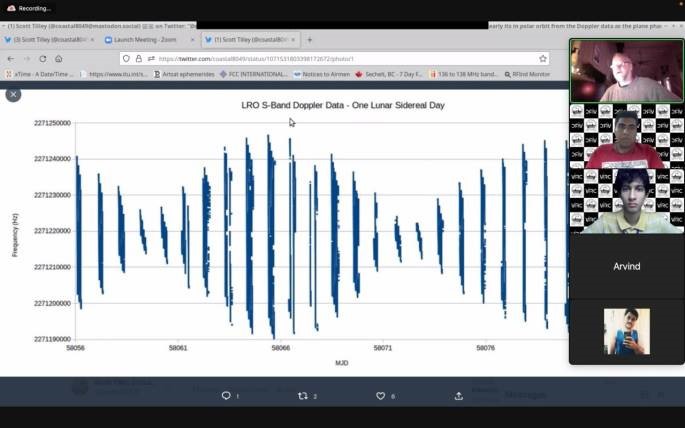 Recording...
(1) Scott Tilley (@coastal8049@mastodon.social)
on Twitter: "@
early its in polar orbit from the Doppler data as the plane pha
(3) Scott Tilley (@coastal804
Launch Meeting - Zoom
(1) Scott Tilley (@coastal804
https://twitter.com/coastal8049/status/1071531803398172672/photo/1
xTime - A Date/Time ...
https://www.itu.int/s...
Artsat ephemerides
FCC INTERNATIONAL...
Notices to Airmen
Sechelt, BC - 7 Day F...
136 to 138 MHz band...
RFInd Monitor
LRO S-Band Doppler Data - One Lunar Sidereal Day
2271250000
2271240000
2271230000
2271220000
2271210000
2271200000
2271190000
Frequency (Hz)
58056
58061
58066
58071
58076
MJD
1
2
6
Messages
Arvind